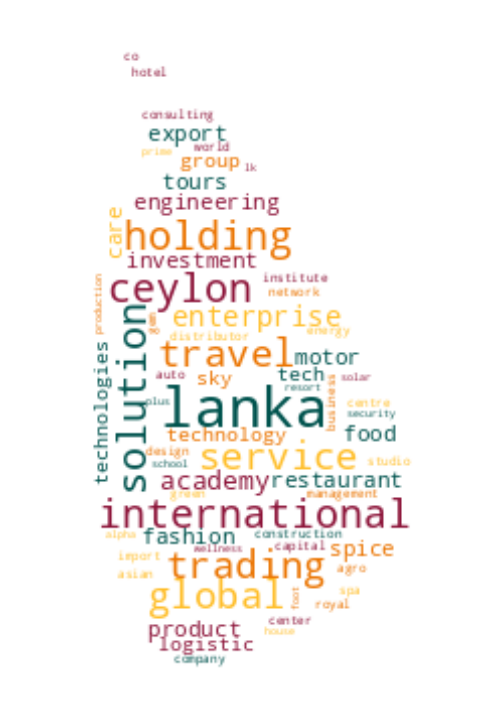 co
hotel
consulting
export
world
prime
group
lk
tours
engineering
care
holding
investment
ceylon
institute
production
network
solution
enterprise
energy
distributor
travel
motor
technologies
auto
sky
tech
solar
resort
business
plus
lanka
centre
security
technology
food
design
school
service
studio
academy
restaurant
green
management
international
alpha
fashion
construction
wellness
capital
spice
import
trading
agro
asian
global
foot
spa
royal
product
center
house
logistic
company